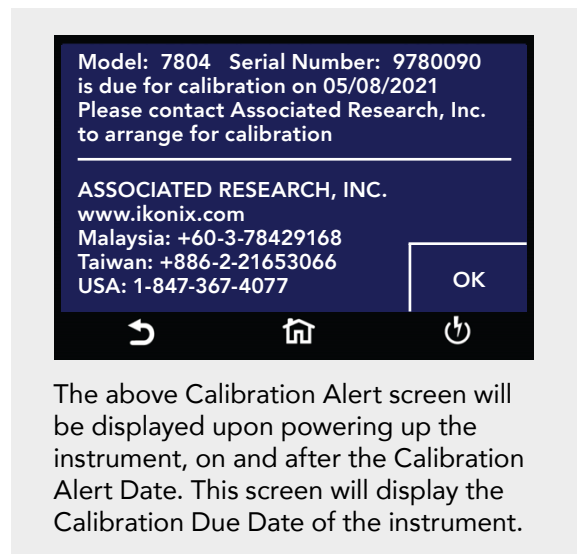 Model: 7804 Serial Number: 9780090
is due for calibration on 05/08/2021
Please contact Associated Research, Inc.
to arrange for calibration
ASSOCIATED RESEARCH, INC.
www.ikonix.com
Malaysia: +60-3-78429168
Taiwan: +886-2-21653066
USA: 1-847-367-4077
OK
The above Calibration Alert screen will
be displayed upon powering up the
instrument, on and after the Calibration
Alert Date. This screen will display the
Calibration Due Date of the instrument.